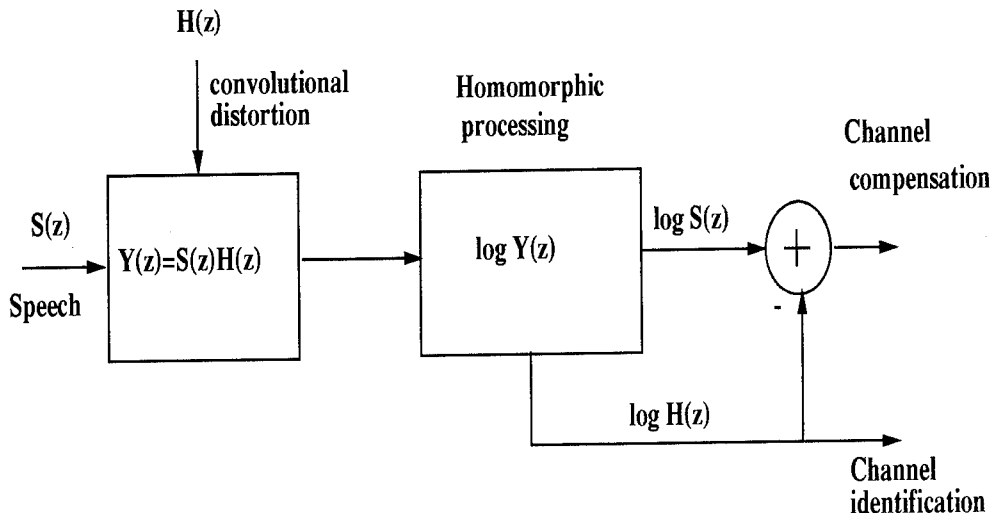 H(z)
convolutional
distortion
Homomorphic
processing
Channel
compensation
S(z)
Speech
Y(z)=S(z)H(z)
log Y(z)
log S(z)
+
-
log H(z)
Channel
identification